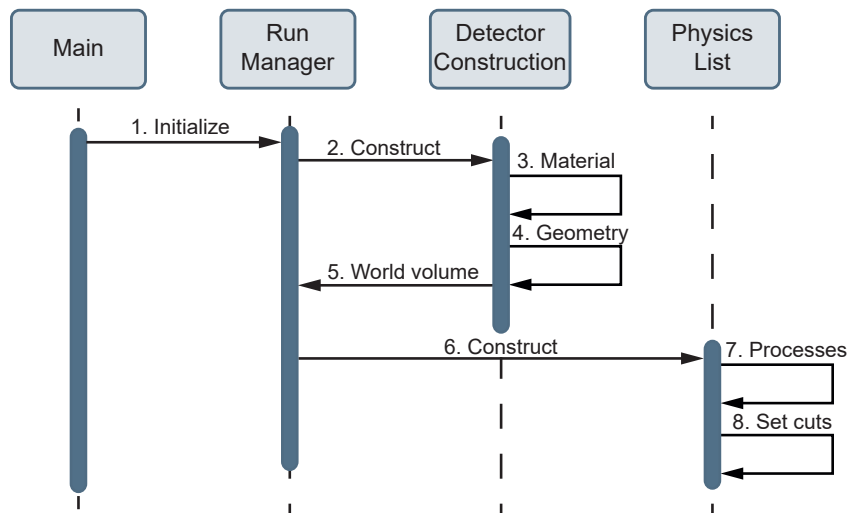 Main
Run
Manager
Detector
Construction
Physics
List
1. Initialize
2. Construct
3. Material
4. Geometry
5. World volume
6. Construct
7. Processes
8. Set cuts